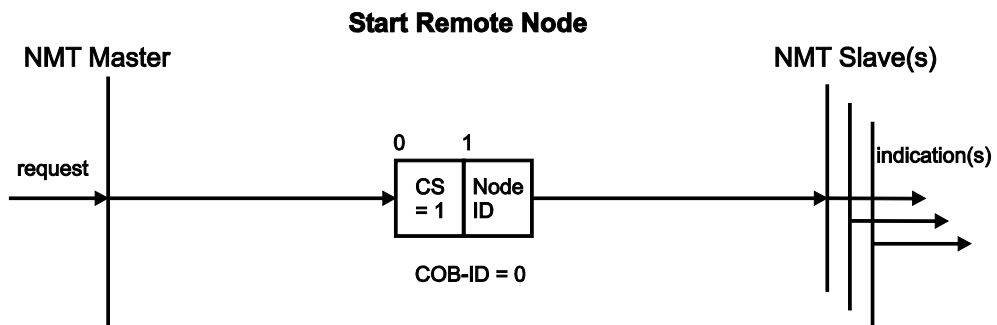 Start Remote Node
NMT Master
NMT Slave(s)
0 1
request
indication(s)
CS Node
= 1 ID
COB-ID = 0